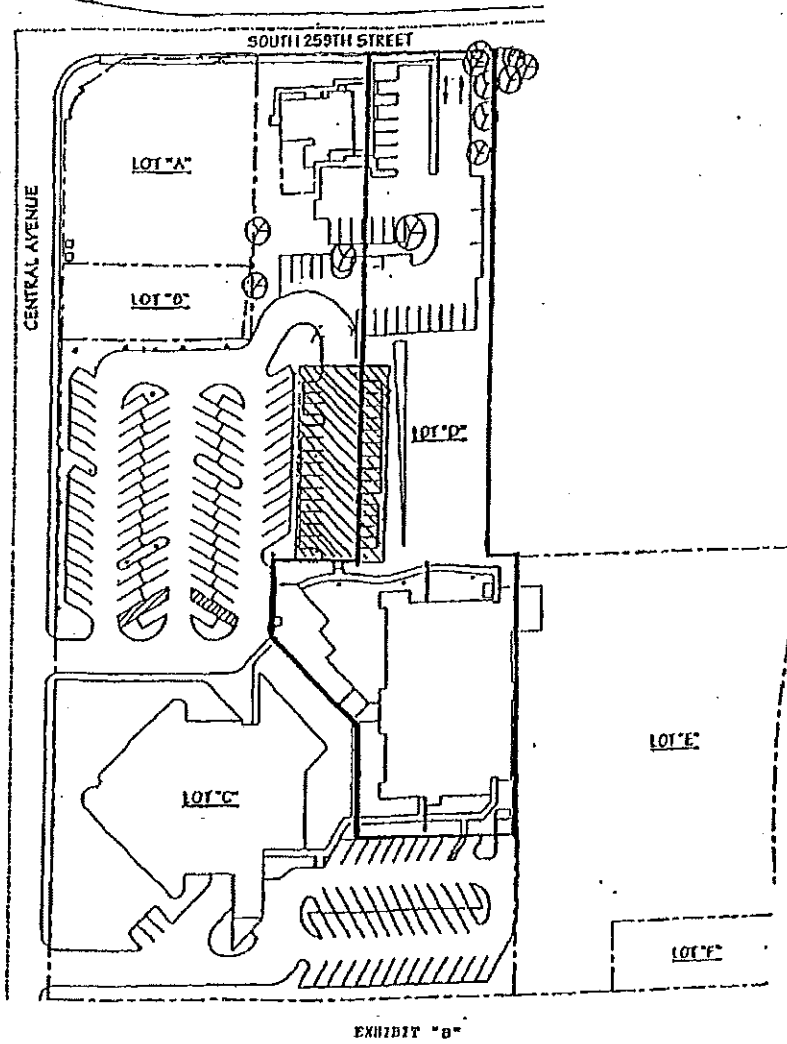 SOUTH 259TH STREET
CENTRAL AVENUE
LOT "A"
LOT "B"
LOT "D"
LOT "E"
LOT "C"
LOT "F"
EXHIBIT "B"